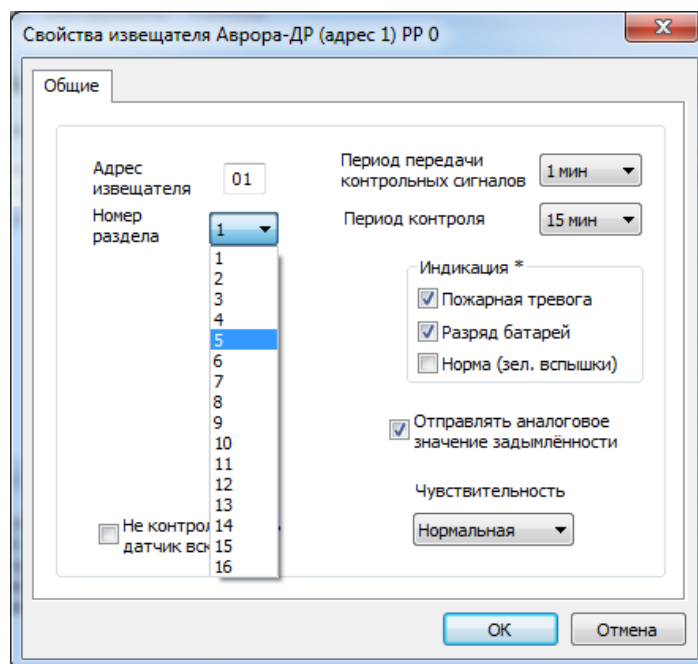 Свойства извещателя Аврора-ДР (адрес 1) РР 0
Общие
Адрес
извещателя
01
Номер
раздела
1
1
2
3
4
5
6
7
8
9
10
11
12
13
14
15
16
Не
датчик
Период передачи
контрольных сигналов
1 мин
Период контроля
15 мин
Индикация *
Пожарная тревога
Разряд батарей
Норма (зел. вспышки)
Отправлять аналоговое
значение задымлённости
Чувствительность
Нормальная
OK
Отмена